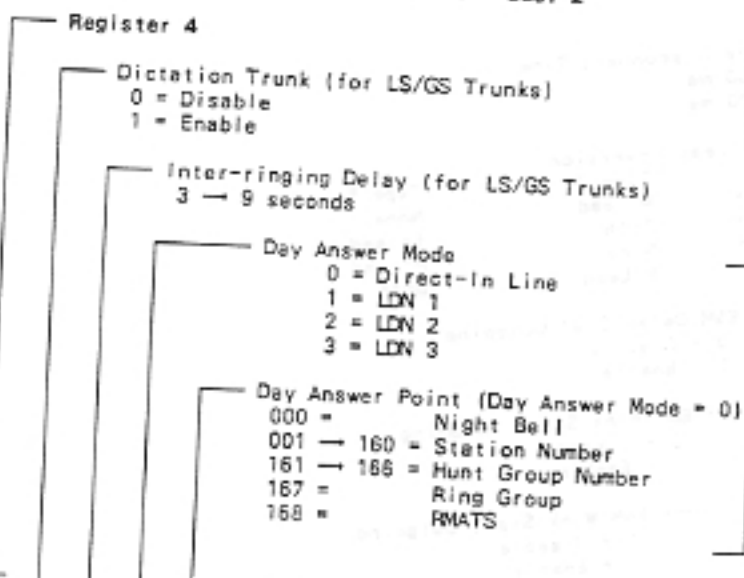 Register 4
Dictation Trunk (for LS/GS Trunks)
0 = Disable
1 = Enable
Inter-ringing Delay (for LS/GS Trunks)
3 → 9 seconds
Day Answer Mode
0 = Direct-In Line
1 = LDN 1
2 = LDN 2
3 = LDN 3
Day Answer Point (Day Answer Mode = 0)
000 = Night Bell
001 → 160 = Station Number
161 → 166 = Hunt Group Number
167 = Ring Group
168 = RMATS